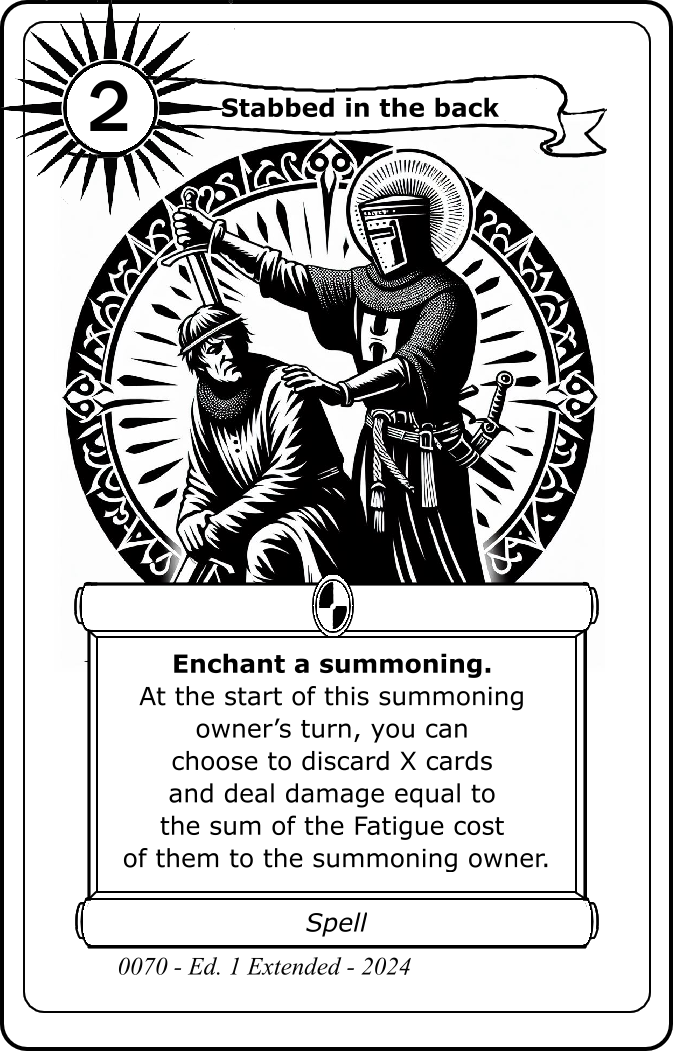 2
Stabbed in the back
Enchant a summoning.
At the start of this summoning
owner’s turn, you can
choose to discard X cards
and deal damage equal to
the sum of the Fatigue cost
of them to the summoning owner.
Spell
0070 - Ed. 1 Extended - 2024